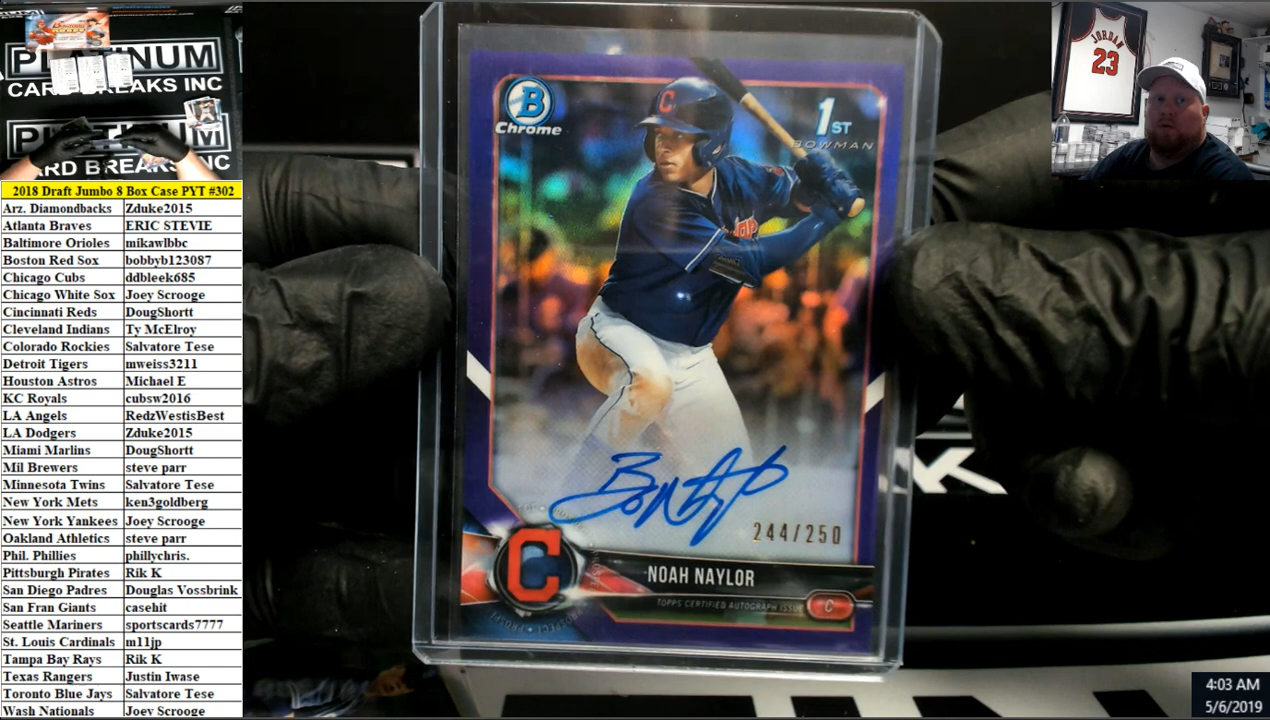 PLATINUM
CARD BREAKS INC
PLATINUM
CARD BREAKS INC
2018 Draft Jumbo 8 Box Case PYT #302
Arz. Diamondbacks Zduke2015
Atlanta Braves ERIC STEVIE
Baltimore Orioles mikawlbbc
Boston Red Sox bobbyb123087
Chicago Cubs ddbleek685
Chicago White Sox Joey Scrooge
Cincinnati Reds DougShortt
Cleveland Indians Ty McElroy
Colorado Rockies Salvatore Tese
Detroit Tigers mweiss3211
Houston Astros Michael E
KC Royals cubsw2016
LA Angels RedzWestisBest
LA Dodgers Zduke2015
Miami Marlins DougShortt
Mil Brewers steve parr
Minnesota Twins Salvatore Tese
New York Mets ken3goldberg
New York Yankees Joey Scrooge
Oakland Athletics steve parr
Phil. Phillies phillychris.
Pittsburgh Pirates Rik K
San Diego Padres Douglas Vossbrink
San Fran Giants casehit
Seattle Mariners sportscards7777
St. Louis Cardinals m11jp
Tampa Bay Rays Rik K
Texas Rangers Justin Iwase
Toronto Blue Jays Salvatore Tese
Wash Nationals Joey Scrooge
B
Chrome
C
1ST
BOWMAN
244/250
C
NOAH NAYLOR
TOPPS CERTIFIED AUTOGRAPH ISSUE
C
JORDAN
23
4:03 AM
5/6/2019